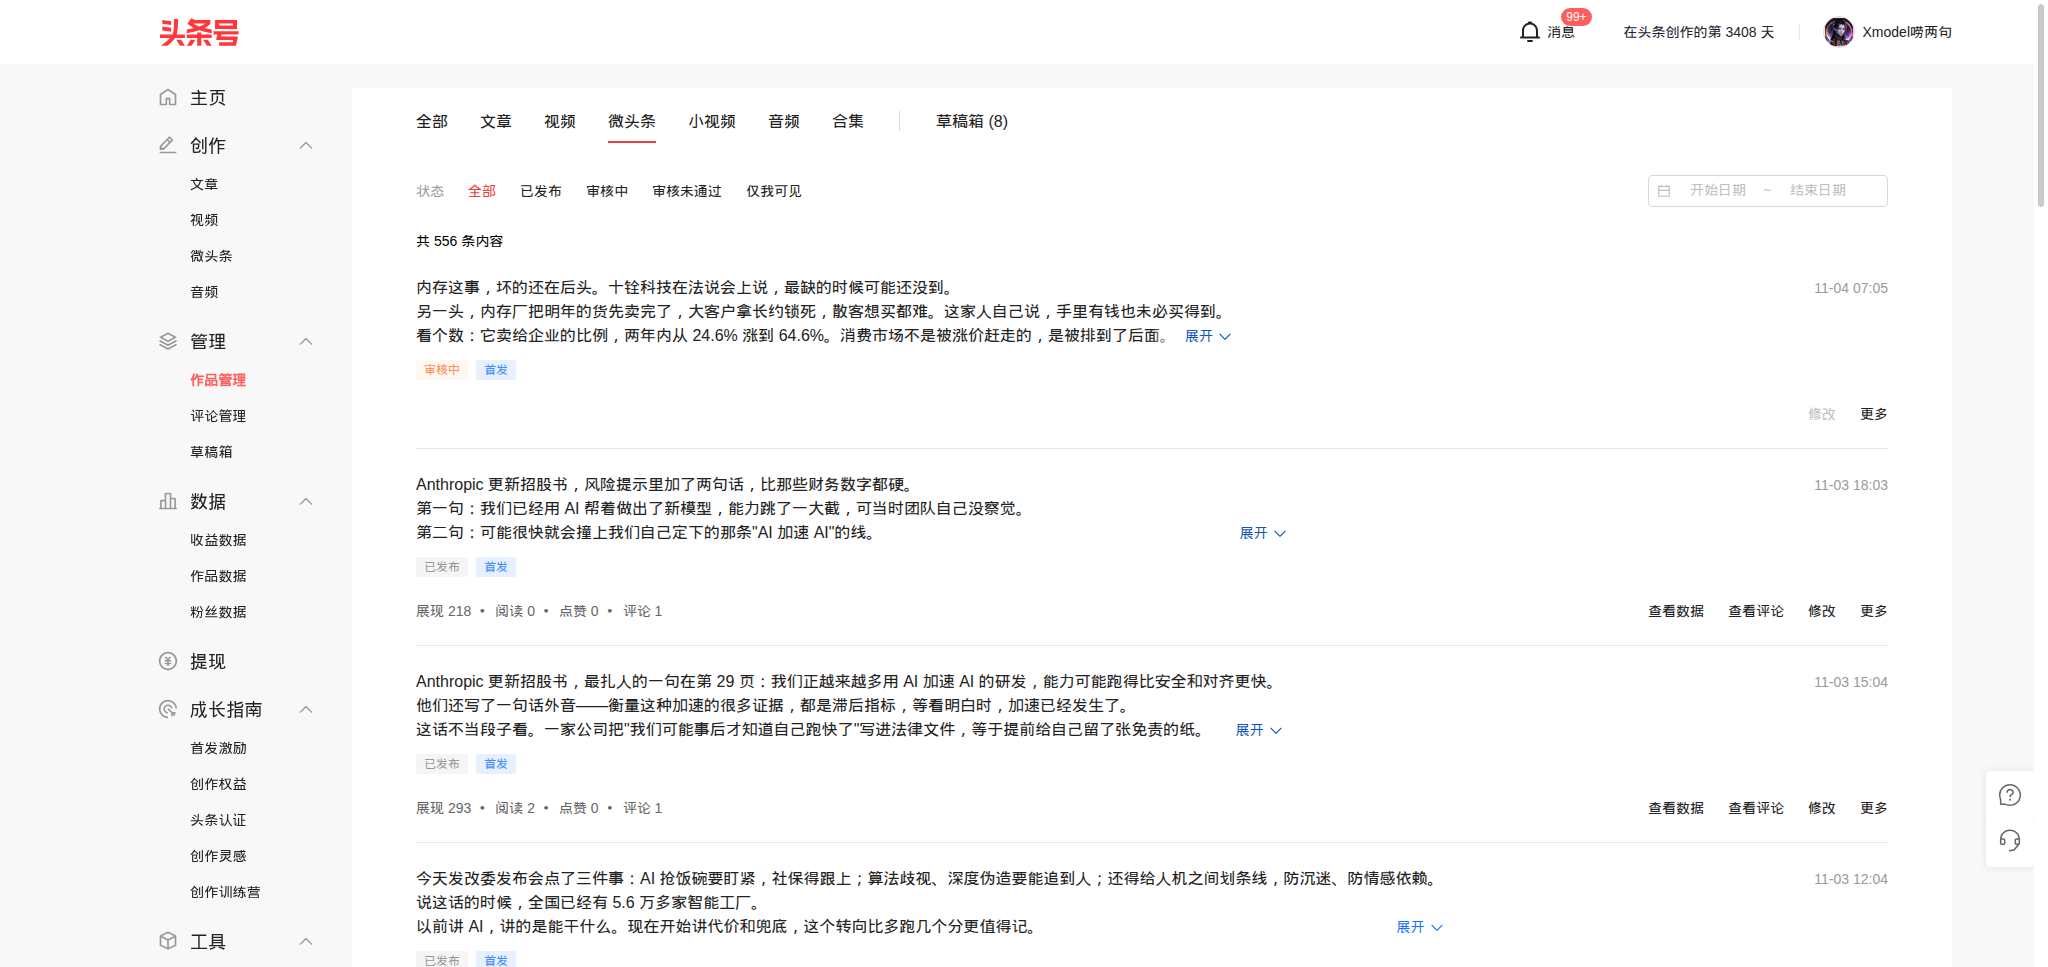 头条号
消息
99+
在头条创作的第 3408 天
Xmodel唠两句
主页
创作
文章
视频
微头条
音频
管理
作品管理
评论管理
草稿箱
数据
收益数据
作品数据
粉丝数据
提现
成长指南
首发激励
创作权益
头条认证
创作灵感
创作训练营
工具
全部 文章 视频 微头条 小视频 音频 合集 草稿箱 (8)
状态 全部 已发布 审核中 审核未通过 仅我可见
开始日期 ~ 结束日期
共 556 条内容
内存这事，坏的还在后头。十铨科技在法说会上说，最缺的时候可能还没到。
11-04 07:05
另一头，内存厂把明年的货先卖完了，大客户拿长约锁死，散客想买都难。这家人自己说，手里有钱也未必买得到。
看个数：它卖给企业的比例，两年内从 24.6% 涨到 64.6%。消费市场不是被涨价赶走的，是被排到了后面。 展开
审核中 首发
修改 更多
Anthropic 更新招股书，风险提示里加了两句话，比那些财务数字都硬。
11-03 18:03
第一句：我们已经用 AI 帮着做出了新模型，能力跳了一大截，可当时团队自己没察觉。
第二句：可能很快就会撞上我们自己定下的那条"AI 加速 AI"的线。 展开
已发布 首发
展现 218 • 阅读 0 • 点赞 0 • 评论 1
查看数据 查看评论 修改 更多
Anthropic 更新招股书，最扎人的一句在第 29 页：我们正越来越多用 AI 加速 AI 的研发，能力可能跑得比安全和对齐更快。
11-03 15:04
他们还写了一句话外音——衡量这种加速的很多证据，都是滞后指标，等看明白时，加速已经发生了。
这话不当段子看。一家公司把"我们可能事后才知道自己跑快了"写进法律文件，等于提前给自己留了张免责的纸。 展开
已发布 首发
展现 293 • 阅读 2 • 点赞 0 • 评论 1
查看数据 查看评论 修改 更多
今天发改委发布会点了三件事：AI 抢饭碗要盯紧，社保得跟上；算法歧视、深度伪造要能追到人；还得给人机之间划条线，防沉迷、防情感依赖。
11-03 12:04
说这话的时候，全国已经有 5.6 万多家智能工厂。
以前讲 AI，讲的是能干什么。现在开始讲代价和兜底，这个转向比多跑几个分更值得记。 展开
已发布 首发